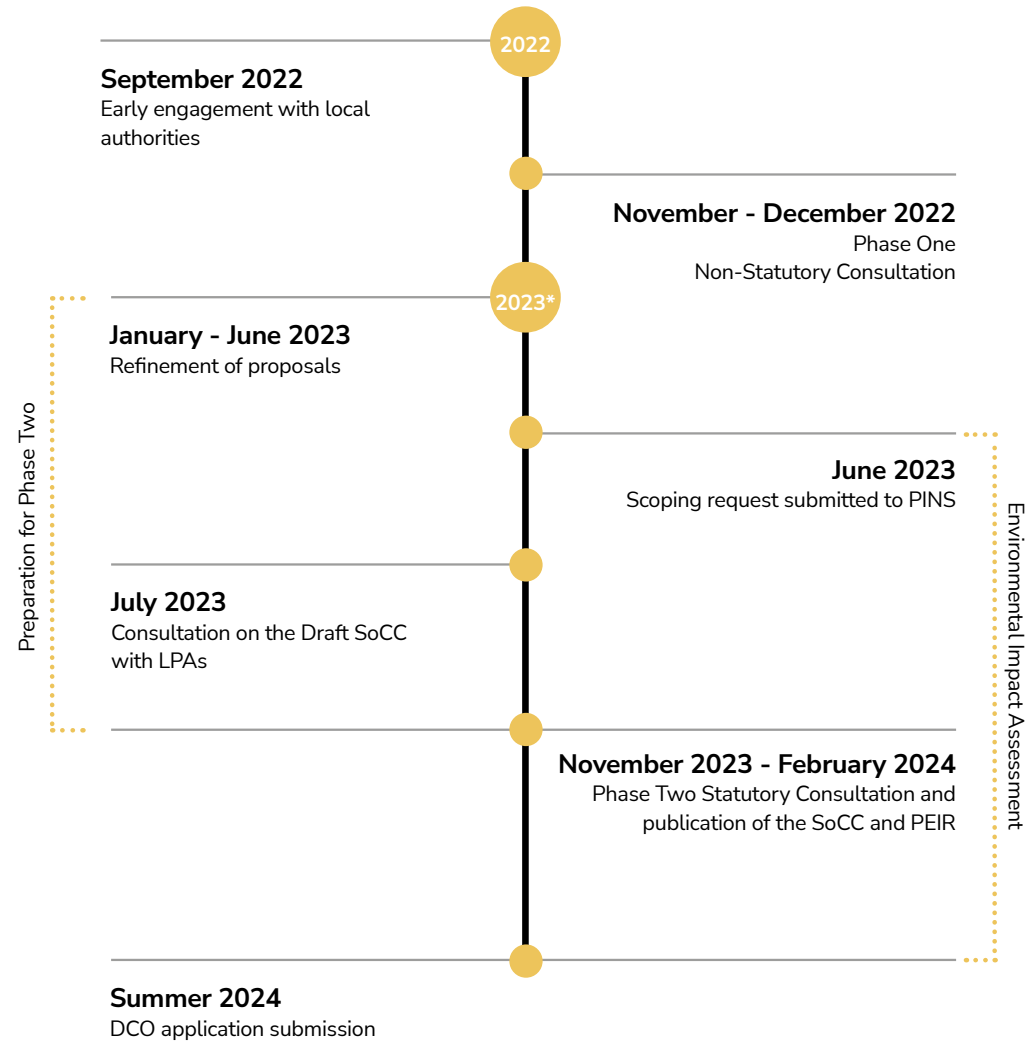 2022
September 2022
Early engagement with local
authorities
November - December 2022
Phase One
Non-Statutory Consultation
2023*
January - June 2023
Refinement of proposals
Preparation for Phase Two
June 2023
Scoping request submitted to PINS
Environmental Impact Assessment
July 2023
Consultation on the Draft SoCC
with LPAs
November 2023 - February 2024
Phase Two Statutory Consultation and
publication of the SoCC and PEIR
Summer 2024
DCO application submission